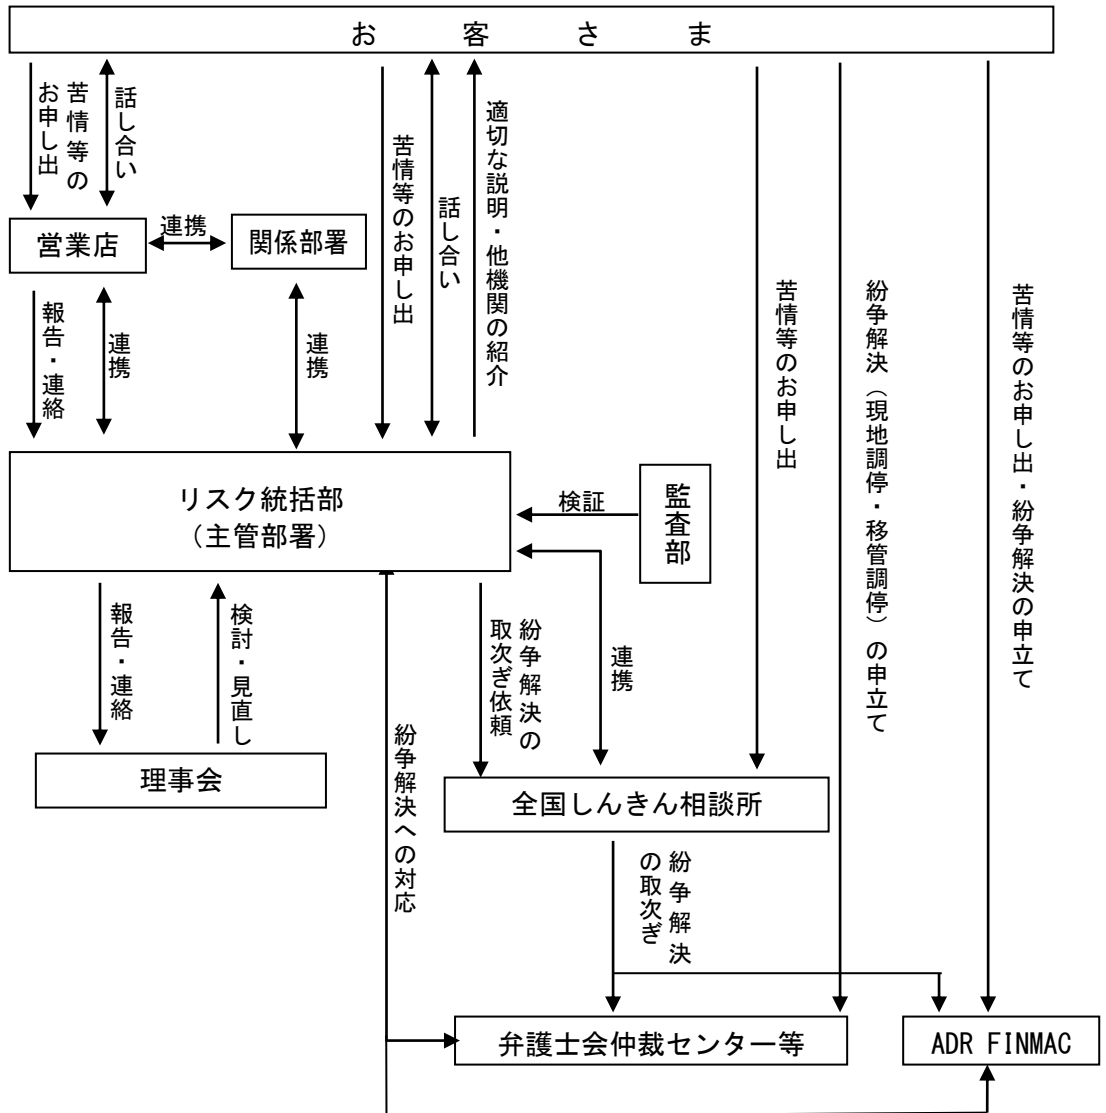 お客さま
苦情等の
お申し出
話し合い
苦情等のお申し出
話し合い
適切な説明・他機関の紹介
苦情等のお申し出
紛争解決（現地調停・移管調停）の申立て
苦情等のお申し出・紛争解決の申立て
営業店
連携
関係部署
報告・連絡
連携
連携
リスク統括部
（主管部署）
検証
監査部
報告・連絡
検討・見直し
紛争解決の
取次ぎ依頼
連携
理事会
紛争解決への対応
全国しんきん相談所
紛争解決
の取次ぎ
弁護士会仲裁センター等
ADR FINMAC